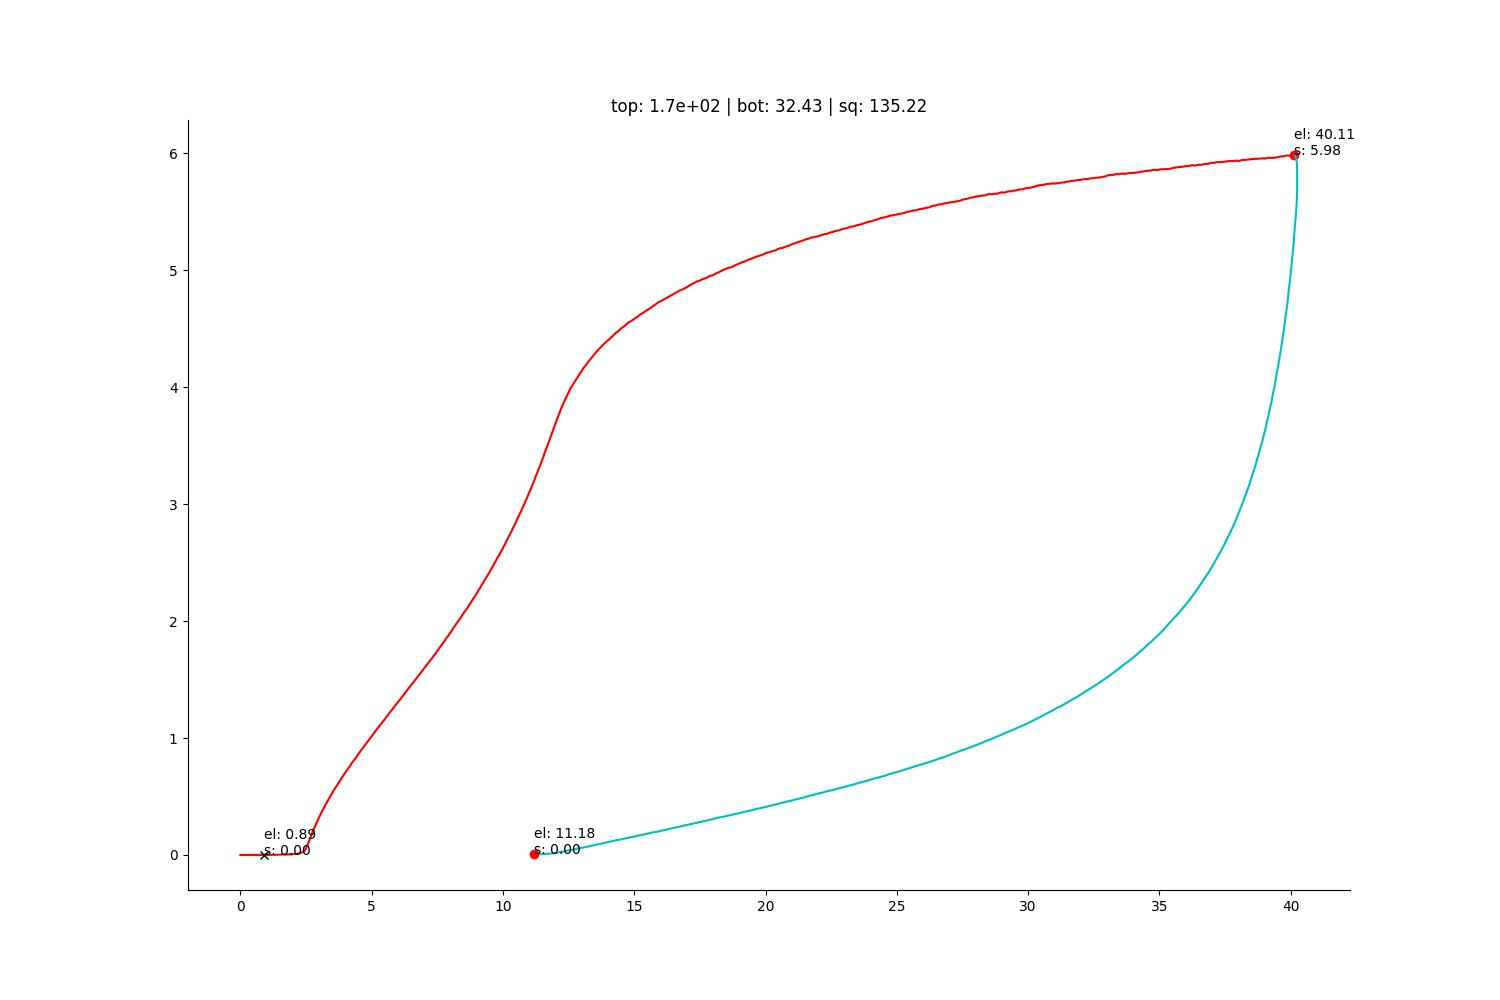 top: 1.7e+02 | bot: 32.43 | sq: 135.22
el: 40.11
s: 5.98
6
5
4
3
2
1
0
el: 0.89
s: 0.00
el: 11.18
s: 0.00
0 5 10 15 20 25 30 35 40